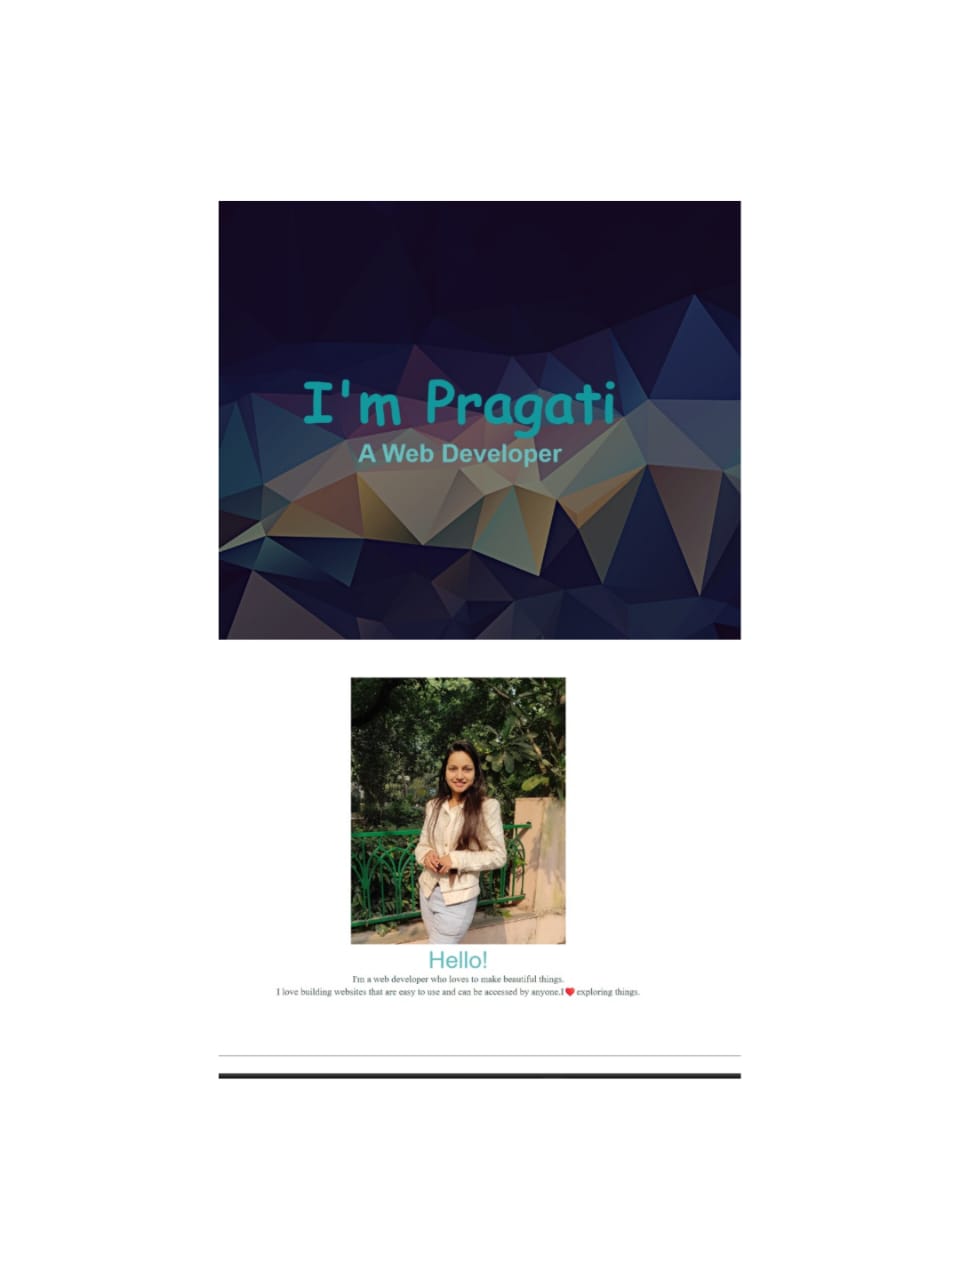 I'm Pragati
A Web Developer
Hello!
I'm a web developer who loves to make beautiful things.
I love building websites that are easy to use and can be accessed by anyone.I❤️ exploring things.